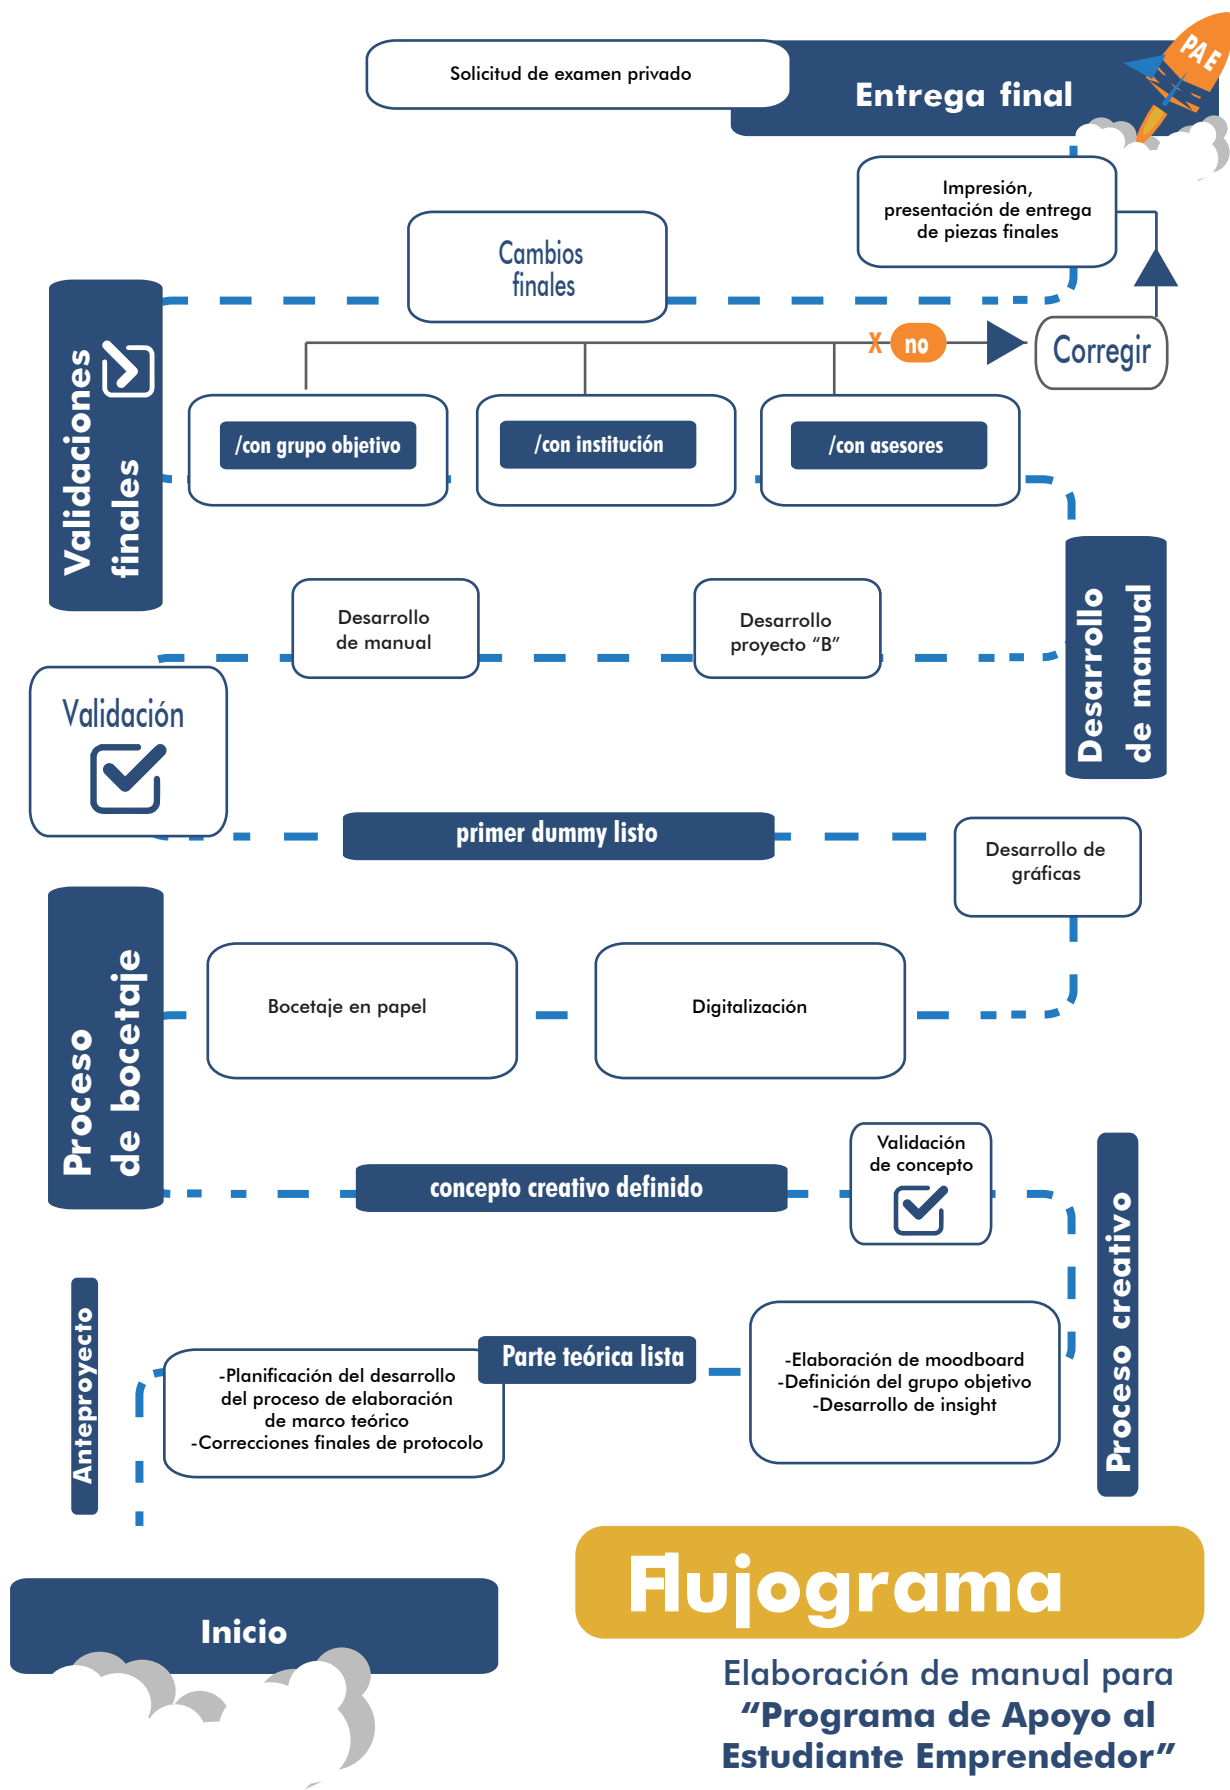 Solicitud de examen privado
Entrega final
PAE
Impresión,
presentación de entrega
de piezas finales
Cambios
finales
Validaciones
finales
X
no
Corregir
/con grupo objetivo
/con institución
/con asesores
Desarrollo
de manual
Desarrollo
proyecto “B”
Desarrollo
de manual
Validación
primer dummy listo
Desarrollo de
gráficas
Proceso
de bocetaje
Bocetaje en papel
Digitalización
Validación
de concepto
concepto creativo definido
Proceso creativo
Anteproyecto
Parte teórica lista
-Planificación del desarrollo
del proceso de elaboración
de marco teórico
-Correcciones finales de protocolo
-Elaboración de moodboard
-Definición del grupo objetivo
-Desarrollo de insight
Flujograma
Inicio
Elaboración de manual para
“Programa de Apoyo al
Estudiante Emprendedor”